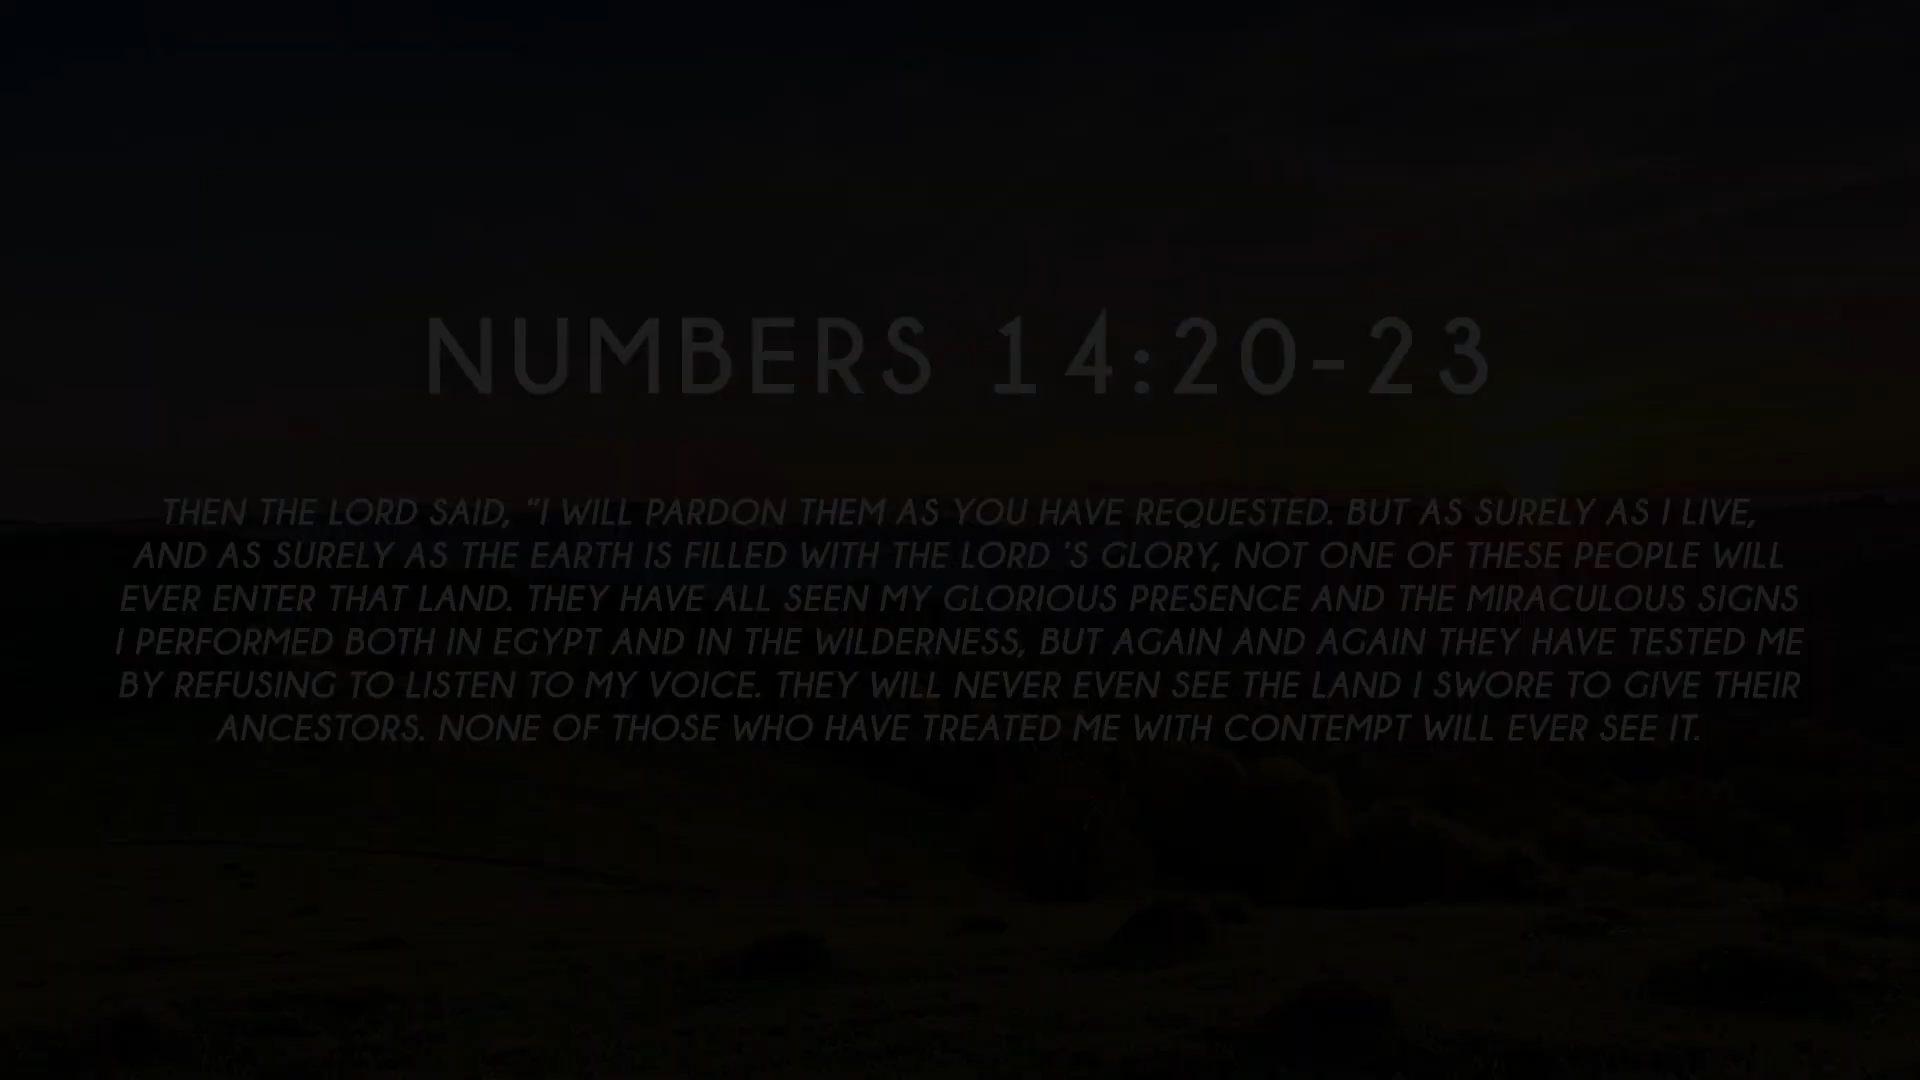 NUMBERS 14:20-23
THEN THE LORD SAID, “I WILL PARDON THEM AS YOU HAVE REQUESTED. BUT AS SURELY AS I LIVE,
AND AS SURELY AS THE EARTH IS FILLED WITH THE LORD 'S GLORY, NOT ONE OF THESE PEOPLE WILL
EVER ENTER THAT LAND. THEY HAVE ALL SEEN MY GLORIOUS PRESENCE AND THE MIRACULOUS SIGNS
I PERFORMED BOTH IN EGYPT AND IN THE WILDERNESS, BUT AGAIN AND AGAIN THEY HAVE TESTED ME
BY REFUSING TO LISTEN TO MY VOICE. THEY WILL NEVER EVEN SEE THE LAND I SWORE TO GIVE THEIR
ANCESTORS. NONE OF THOSE WHO HAVE TREATED ME WITH CONTEMPT WILL EVER SEE IT.